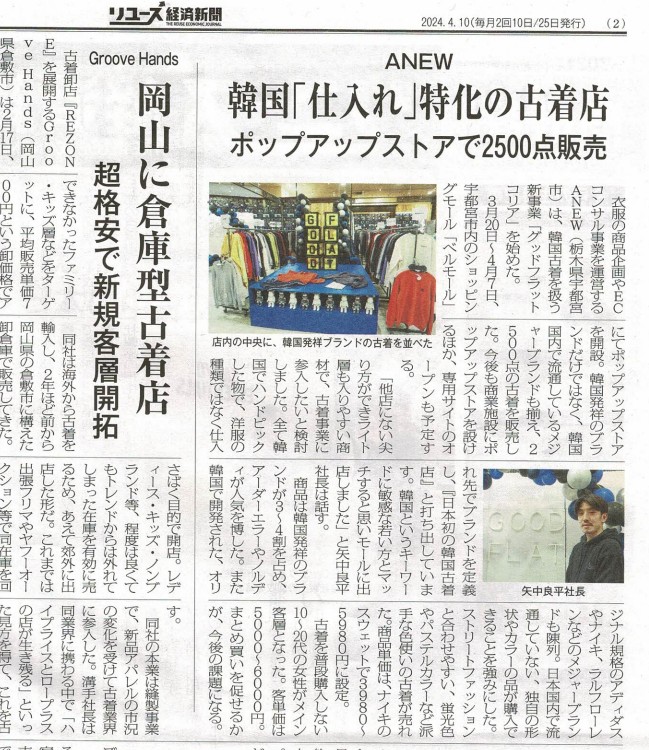 リユース経済新聞
THE REUSE ECONOMIC JOURNAL
2024.4.10(毎月2回10日/25日発行)
(2)
ANEW
韓国「仕入れ」特化の古着店
ポップアップストアで2500点販売
衣服の商品企画やEC
コンサル事業を運営する
ANEW(栃木県宇都宮
市)は、韓国古着を扱う
新事業「グッドフラット
コリア」を始めた。
3月20日〜4月7日、
宇都宮市内のショッピン
グモール「ベルモール」
GOOD
FLAT
店内の中央に、韓国発祥ブランドの古着を並べた
にてポップアップストア
を開設。韓国発祥のブラ
ンドだけではなく、韓国
国内で流通しているメジ
ャーブランドも揃え、2
500点の古着を販売し
た。今後も商業施設にポ
ップアップストアを設け
るほか、専用サイトのオ
ープンも予定す
る。
「他店にない尖
り方ができライト
層も入りやすい商
材で、古着事業に
参入したいと検討
しました。全て韓
国でハンドピック
した物で、洋服の
種類ではなく仕入
れ先でブランドを定義
し、『日本初の韓国古着
店』と打ち出していま
す。韓国というキーワー
ドに敏感な若い方とマッ
チすると思いモールに出
店しました」と矢中良平
社長は話す。
商品は韓国発祥のブラ
ンドが3〜4割を占め、
アーダーエラーやノルデ
ィが人気を博した。また
韓国で開発された、オリ
GOOD
FLAT
矢中良平社長
ジナル規格のアディダス
やナイキ、ラルフローレ
ンなどのメジャーブラン
ドも陳列。日本国内で流
通していない、独自の形
状やカラーの品が購入で
きることを強みにした。
ストリートファッション
と合わせやすい、蛍光色
やパステルカラーなど派
手な色使いの古着が売れ
た。商品単価は、ナイキの
スウェットで3980〜
5980円に設定。
古着を普段購入しない
10〜20代の女性がメイン
客層となった。客単価は
5000〜6000円。
まとめ買いを促せるか
が、今後の課題になる。
Groove Hands
岡山に倉庫型古着店
超格安で新規客層開拓
古着卸店『REZON
E』を展開するGroo
ve Hands(岡山
県倉敷市)は2月17日、
できなかったファミリー
・キッズ層などをターゲ
ットに、平均販売単価7
00円という卸価格でア
同社は海外から古着を
輸入し、2年ほど前から
岡山県の倉敷市に構えた
卸倉庫で販売してきた。
さばく目的で開店。レデ
ィース・キッズ・ノンブ
ランド等、程度は良くて
もトレンドからは外れて
しまった在庫を有効に売
るため、あえて郊外に出
店した形だ。これまでは
出張フリマやヤフーオー
クション等で同在庫を回
す。
同社の本業は縫製事業
で、新品アパレルの市況
の変化を受けて古着業界
に参入した。溝手社長は
同業界に携わる中で「ハ
イプライスとロープラス
の店が生き残る」といっ
た見方を得て、これを古